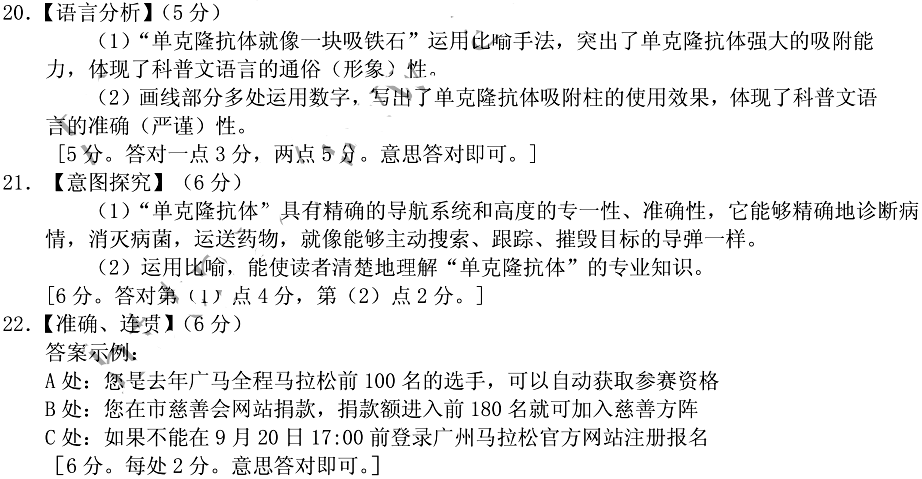 20.【语言分析】(5分)
(1)“单克隆抗体就像一块吸铁石”运用比喻手法，突出了单克隆抗体强大的吸附能
力，体现了科普文语言的通俗（形象）性。
(2）画线部分多处运用数字，写出了单克隆抗体吸附柱的使用效果，体现了科普文语
言的准确（严谨）性。
[5分。答对一点3分，两点5分。意思答对即可。]
21.【意图探究】(6分)
(1)“单克隆抗体”具有精确的导航系统和高度的专一性、准确性，它能够精确地诊断病
情，消灭病菌，运送药物，就像能够主动搜索、跟踪、摧毁目标的导弹一样。
(2）运用比喻，能使读者清楚地理解“单克隆抗体”的专业知识。
[6分。答对第（1）点4分，第（2）点2分。]
22.【准确、连贯】(6分)
答案示例：
A处：您是去年广马全程马拉松前100名的选手，可以自动获取参赛资格
B处：您在市慈善会网站捐款，捐款额进入前180名就可加入慈善方阵
C处：如果不能在9月20日17:00前登录广州马拉松官方网站注册报名
[6分。每处2分。意思答对即可。]